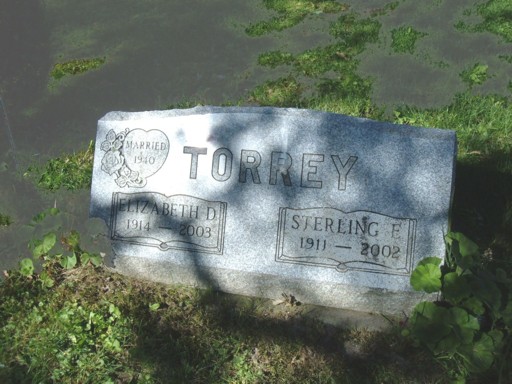 MARRIED
1940
TORREY
ELIZABETH D.
1914 — 2003
STERLING E.
1911 — 2002